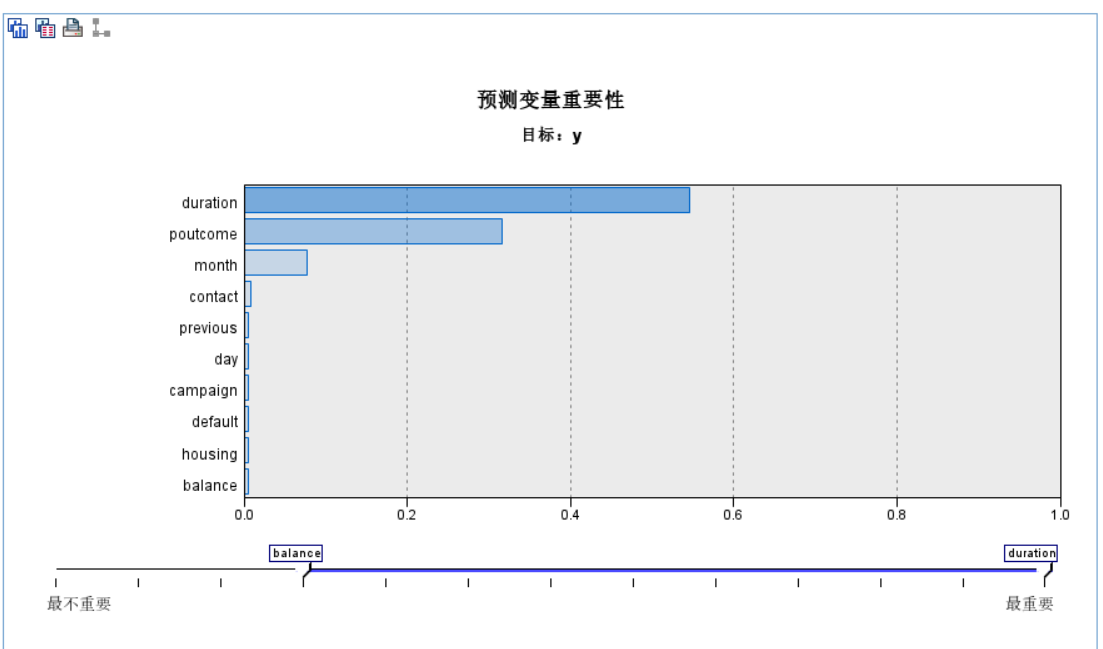 预测变量重要性
目标：y
duration
poutcome
month
contact
previous
day
campaign
default
housing
balance
0.0 0.2 0.4 0.6 0.8 1.0
balance duration
最不重要 最重要